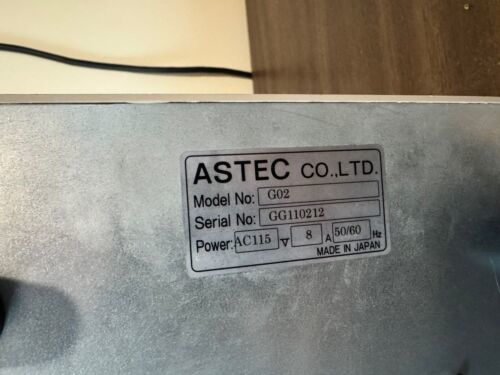 ASTEC CO.,LTD.
Model No: G02
Serial No: GG110212
Power: AC115 V 8 A 50/60 Hz
MADE IN JAPAN